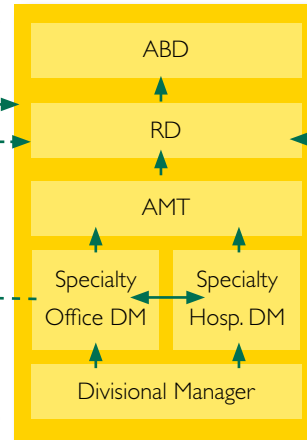 ABD
RD
AMT
Specialty
Office DM
Specialty
Hosp. DM
Divisional Manager